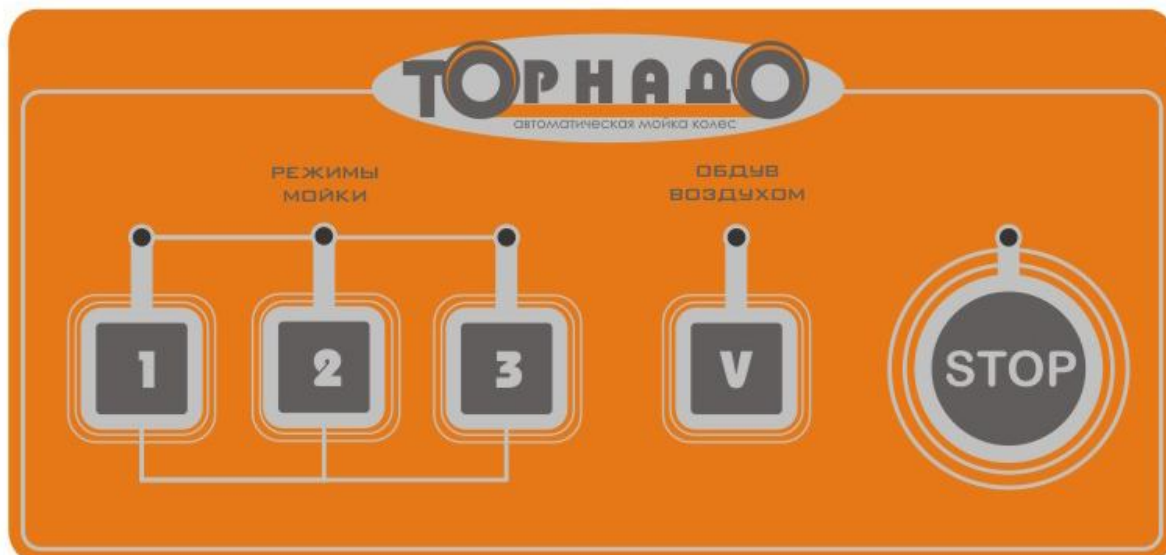 ТОРНАДО
автоматическая мойка колес
РЕЖИМЫ
МОЙКИ
ОБДУВ
ВОЗДУХОМ
1
2
3
V
STOP